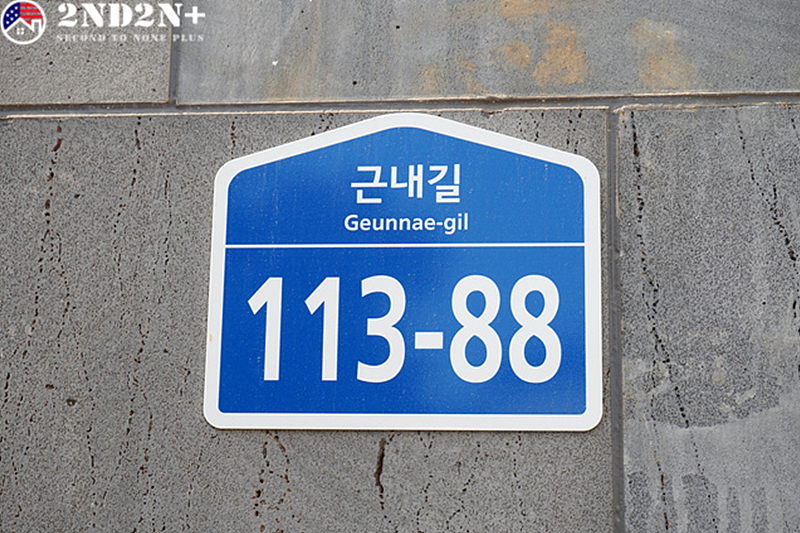 2ND2N+
SECOND TO NONE PLUS
근내길
Geunnae-gil
113-88